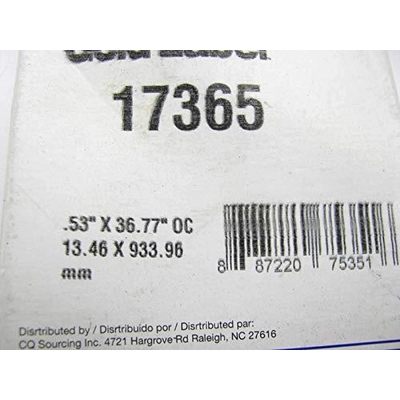 Gold Label
17365
.53" X 36.77" OC
13.46 X 933.96
mm
8 87220 75351
Disrtributed by / Disrtribuido por / Disrtributed par:
CQ Sourcing Inc. 4721 Hargrove Rd Raleigh, NC 27616